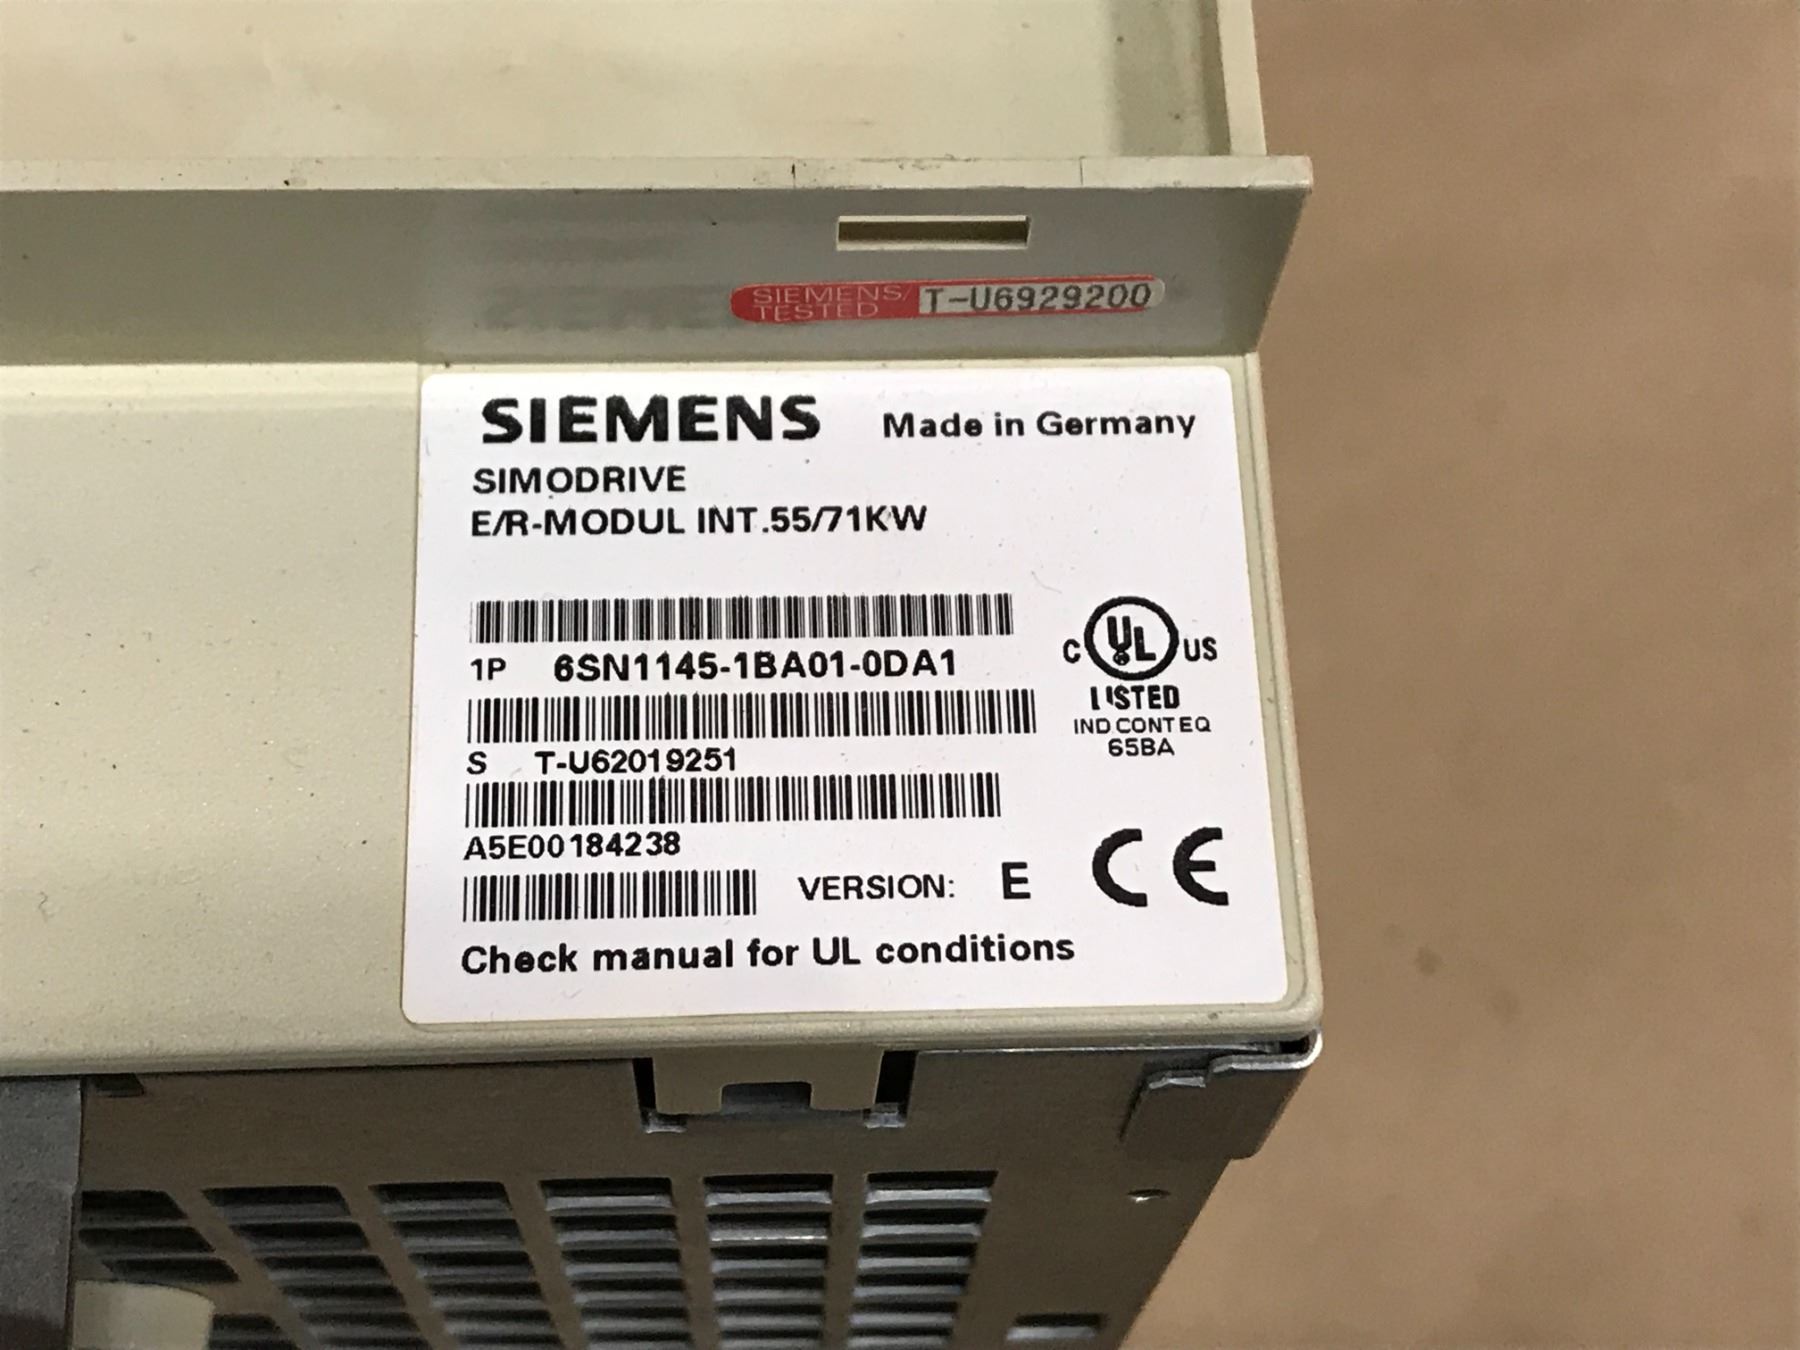 SIEMENS/ T-U6929200
TESTED
SIEMENS Made in Germany
SIMODRIVE
E/R-MODUL INT.55/71KW
1P 6SN1145-1BA01-0DA1
C UL US
LISTED
IND.CONT.EQ
65BA
S T-U62019251
A5E00184238
VERSION: E CE
Check manual for UL conditions